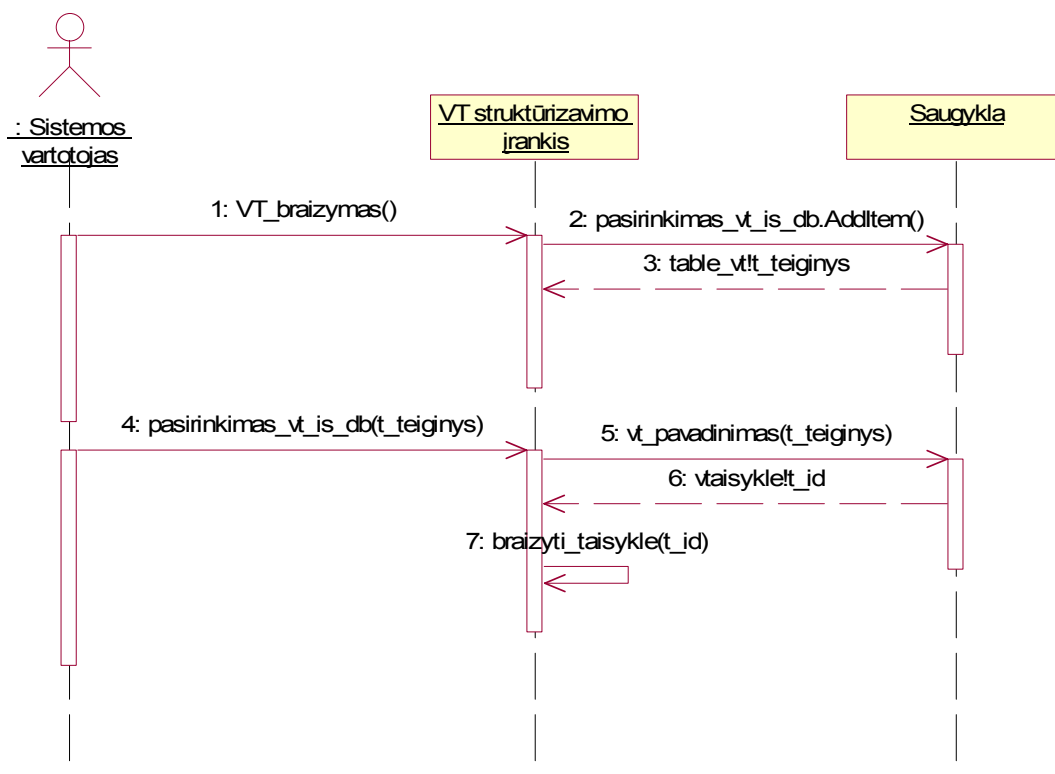 : Sistemos
vartotojas
VT struktūrizavimo
įrankis
Saugykla
1: VT_braizymas()
2: pasirinkimas_vt_is_db.AddItem()
3: table_vt!t_teiginys
4: pasirinkimas_vt_is_db(t_teiginys)
5: vt_pavadinimas(t_teiginys)
6: vtaisykle!t_id
7: braizyti_taisykle(t_id)